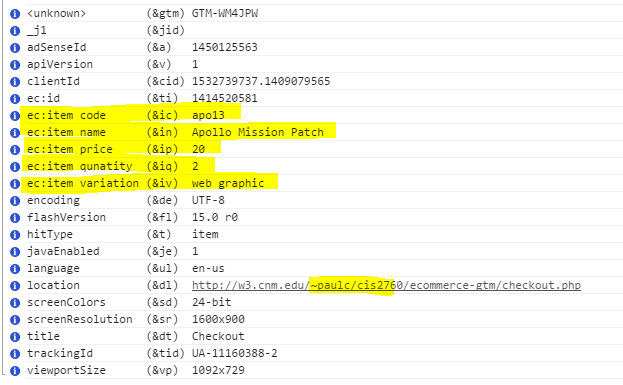 <unknown> (&gtm) GTM-WM4JPW
_j1 (&jid)
adSenseId (&a) 1450125563
apiVersion (&v) 1
clientId (&cid) 1532739737.1409079565
ec:id (&ti) 1414520581
ec:item code (&ic) apo13
ec:item name (&in) Apollo Mission Patch
ec:item price (&ip) 20
ec:item qunatity (&iq) 2
ec:item variation (&iv) web graphic
encoding (&de) UTF-8
flashVersion (&fl) 15.0 r0
hitType (&t) item
javaEnabled (&je) 1
language (&ul) en-us
location (&dl) http://w3.cnm.edu/~paulc/cis2760/ecommerce-gtm/checkout.php
screenColors (&sd) 24-bit
screenResolution (&sr) 1600x900
title (&dt) Checkout
trackingId (&tid) UA-11160388-2
viewportSize (&vp) 1092x729